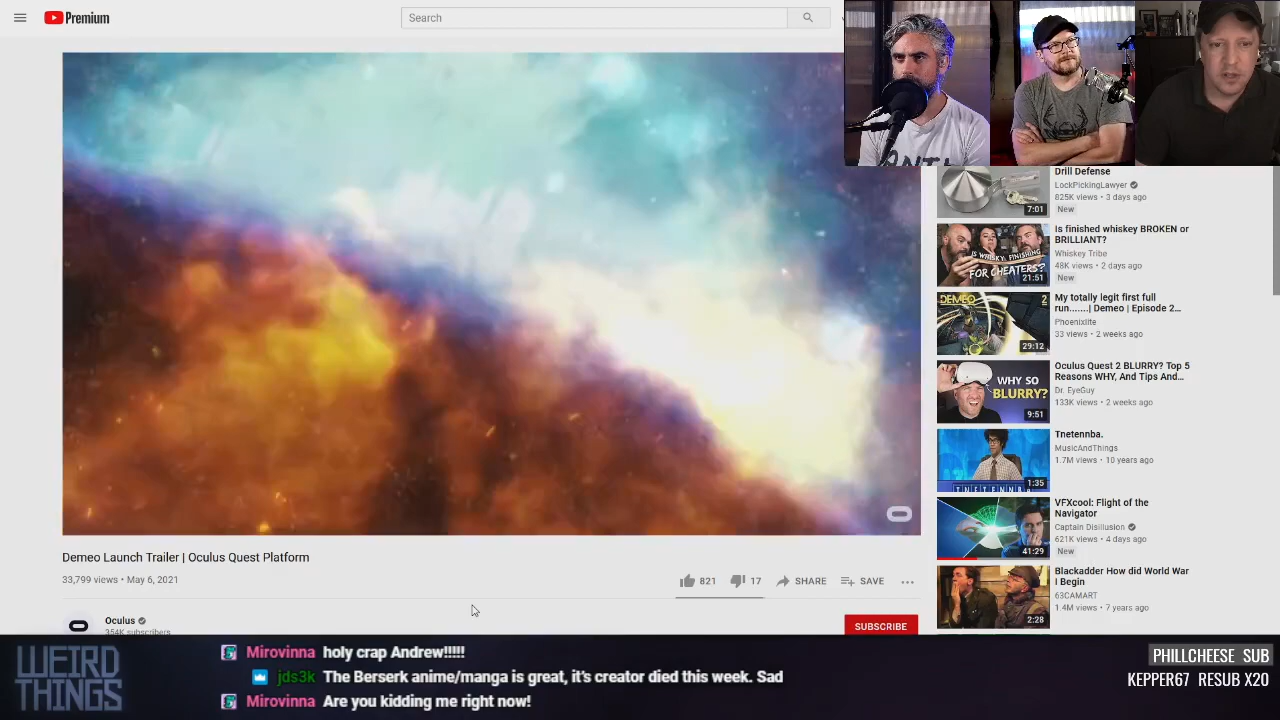 Premium
Search
Drill Defense
LockPickingLawyer
825K views • 3 days ago
New
7:01
Is finished whiskey BROKEN or
BRILLIANT?
Whiskey Tribe
48K views • 2 days ago
New
IS WHISKY FINISHING
FOR CHEATERS?
21:51
My totally legit first full
run.......| Demeo | Episode 2...
Phoenixlite
33 views • 2 weeks ago
DEMEO 2
29:12
Oculus Quest 2 BLURRY? Top 5
Reasons WHY, And Tips And...
Dr. EyeGuy
133K views • 2 weeks ago
WHY SO
BLURRY?
9:51
Tnetennba.
MusicAndThings
1.7M views • 10 years ago
TNETENNB
1:35
VFXcool: Flight of the
Navigator
Captain Disillusion
621K views • 4 days ago
New
41:29
Blackadder How did World War
I Begin
63CAMART
1.4M views • 7 years ago
2:28
Demeo Launch Trailer | Oculus Quest Platform
33,799 views • May 6, 2021
821 17 SHARE SAVE
Oculus
354K subscribers
SUBSCRIBE
WEIRD
THINGS
Mirovinna holy crap Andrew!!!!!
jds3k The Berserk anime/manga is great, it's creator died this week. Sad
Mirovinna Are you kidding me right now!
PHILLCHEESE SUB
KEPPER67 RESUB X20